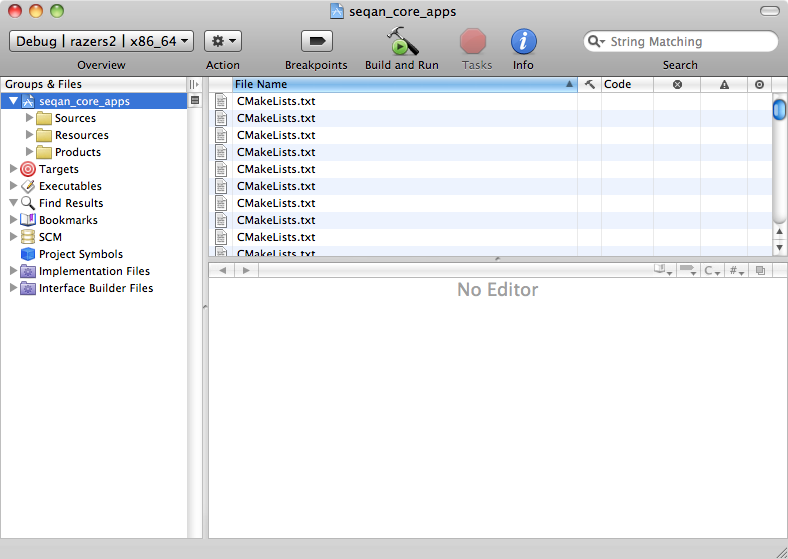 seqan_core_apps
Debug | razers2 | x86_64
Overview
Action
Breakpoints
Build and Run
Tasks
Info
String Matching
Search
Groups & Files
seqan_core_apps
Sources
Resources
Products
Targets
Executables
Find Results
Bookmarks
SCM
Project Symbols
Implementation Files
Interface Builder Files
File Name
Code
CMakeLists.txt
CMakeLists.txt
CMakeLists.txt
CMakeLists.txt
CMakeLists.txt
CMakeLists.txt
CMakeLists.txt
CMakeLists.txt
CMakeLists.txt
CMakeLists.txt
C
#
No Editor